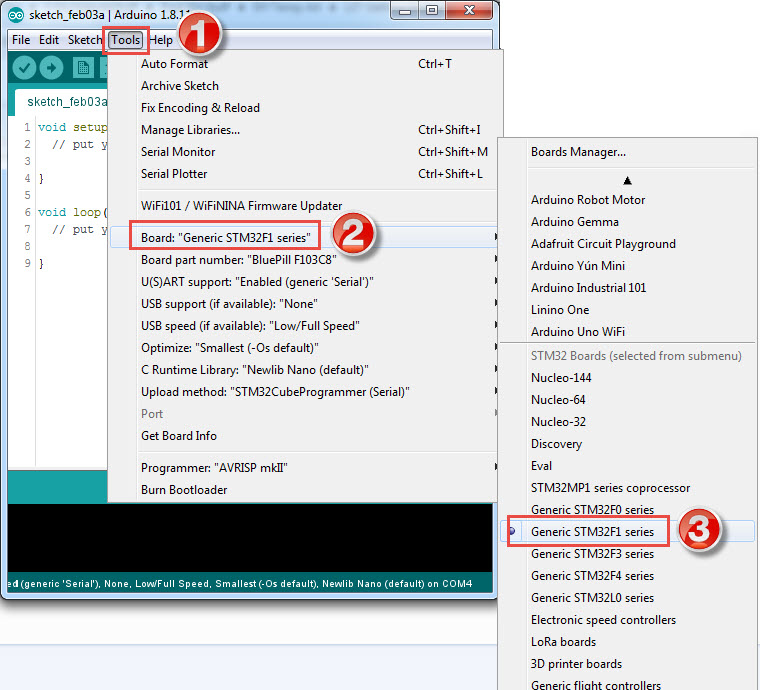 sketch_feb03a | Arduino 1.8.11
File Edit Sketch Tools Help
1
sketch_feb03a
1 void setup
2 // put y
3
4 }
5
6 void loop(
7 // put y
8
9 }
Auto Format Ctrl+T
Archive Sketch
Fix Encoding & Reload
Manage Libraries... Ctrl+Shift+I
Serial Monitor Ctrl+Shift+M
Serial Plotter Ctrl+Shift+L
WiFi101 / WiFiNINA Firmware Updater
Board: "Generic STM32F1 series"
2
Board part number: "BluePill F103C8"
U(S)ART support: "Enabled (generic 'Serial')"
USB support (if available): "None"
USB speed (if available): "Low/Full Speed"
Optimize: "Smallest (-Os default)"
C Runtime Library: "Newlib Nano (default)"
Upload method: "STM32CubeProgrammer (Serial)"
Port
Get Board Info
Programmer: "AVRISP mkII"
Burn Bootloader
Boards Manager...
Arduino Robot Motor
Arduino Gemma
Adafruit Circuit Playground
Arduino Yún Mini
Arduino Industrial 101
Linino One
Arduino Uno WiFi
STM32 Boards (selected from submenu)
Nucleo-144
Nucleo-64
Nucleo-32
Discovery
Eval
STM32MP1 series coprocessor
Generic STM32F0 series
Generic STM32F1 series
3
Generic STM32F3 series
Generic STM32F4 series
Generic STM32L0 series
Electronic speed controllers
LoRa boards
3D printer boards
Generic flight controllers
ed (generic 'Serial'), None, Low/Full Speed, Smallest (-Os default), Newlib Nano (default) on COM4